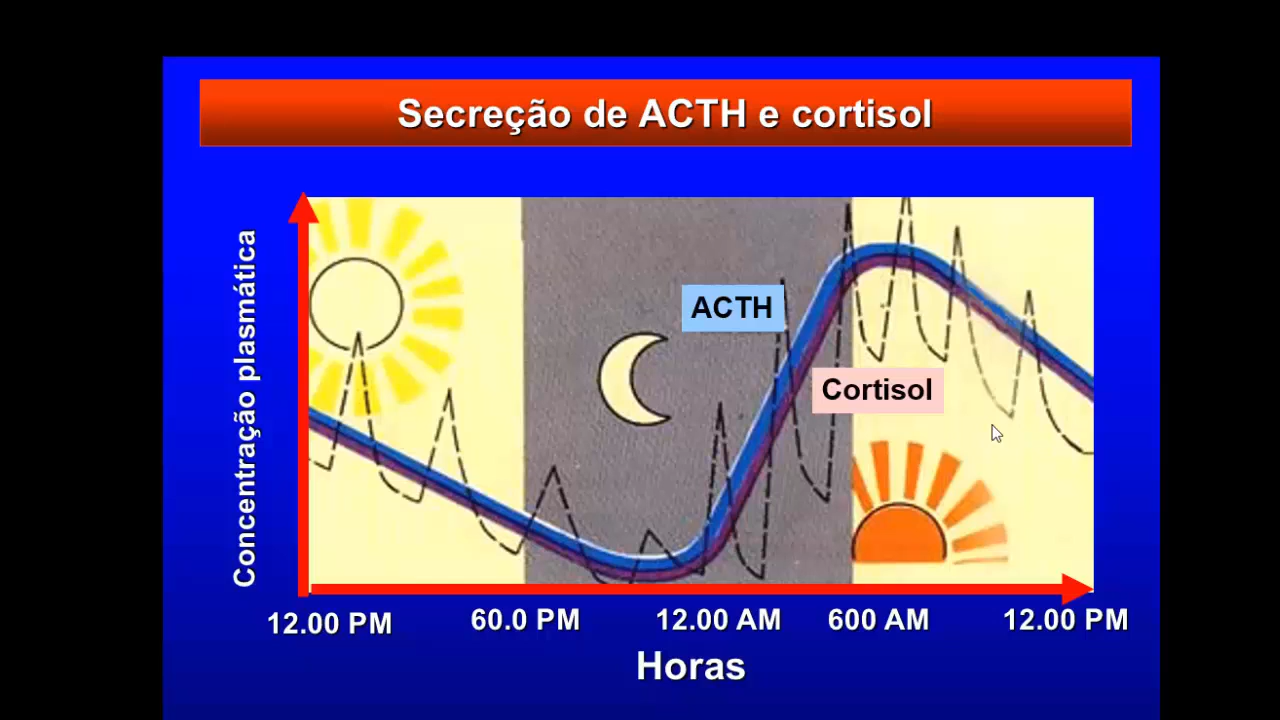 Secreção de ACTH e cortisol
Concentração plasmática
ACTH
Cortisol
12.00 PM
60.0 PM
12.00 AM
600 AM
12.00 PM
Horas